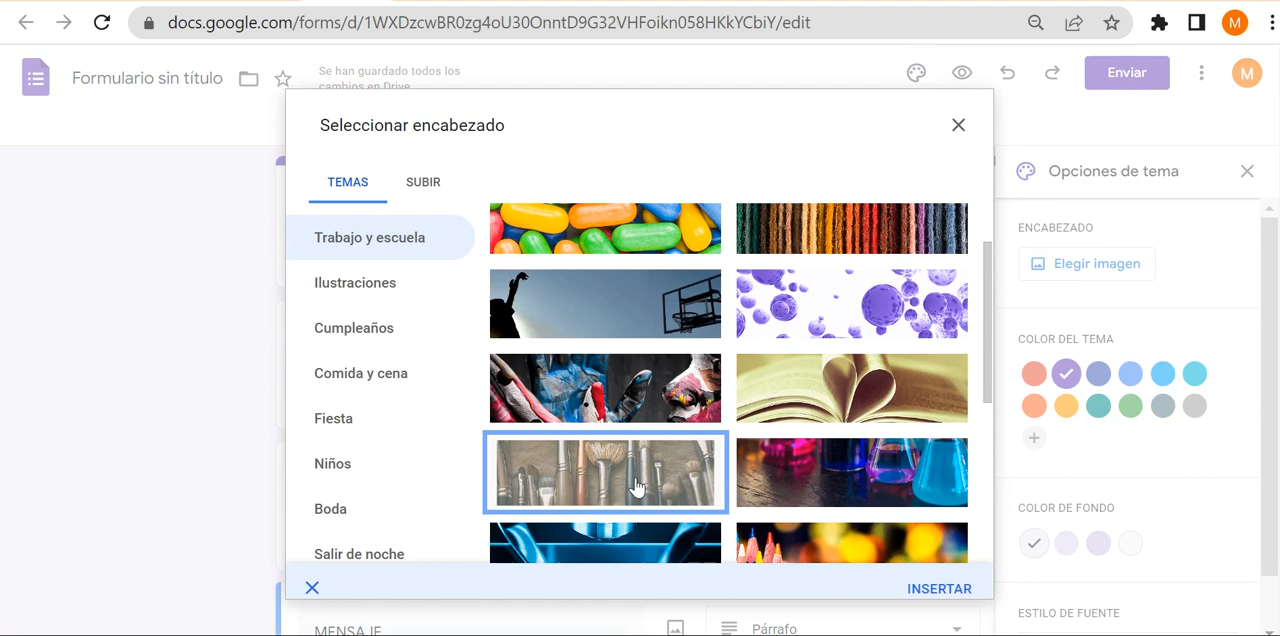 docs.google.com/forms/d/1WXDzcwBR0zg4oU30OnntD9G32VHFoikn058HKkYCbiY/edit
M
Formulario sin título
Se han guardado todos los
cambios en Drive
Enviar
M
Seleccionar encabezado
TEMAS
SUBIR
Trabajo y escuela
Ilustraciones
Cumpleaños
Comida y cena
Fiesta
Niños
Boda
Salir de noche
INSERTAR
Opciones de tema
ENCABEZADO
Elegir imagen
COLOR DEL TEMA
COLOR DE FONDO
ESTILO DE FUENTE
MENSAJE
Párrafo